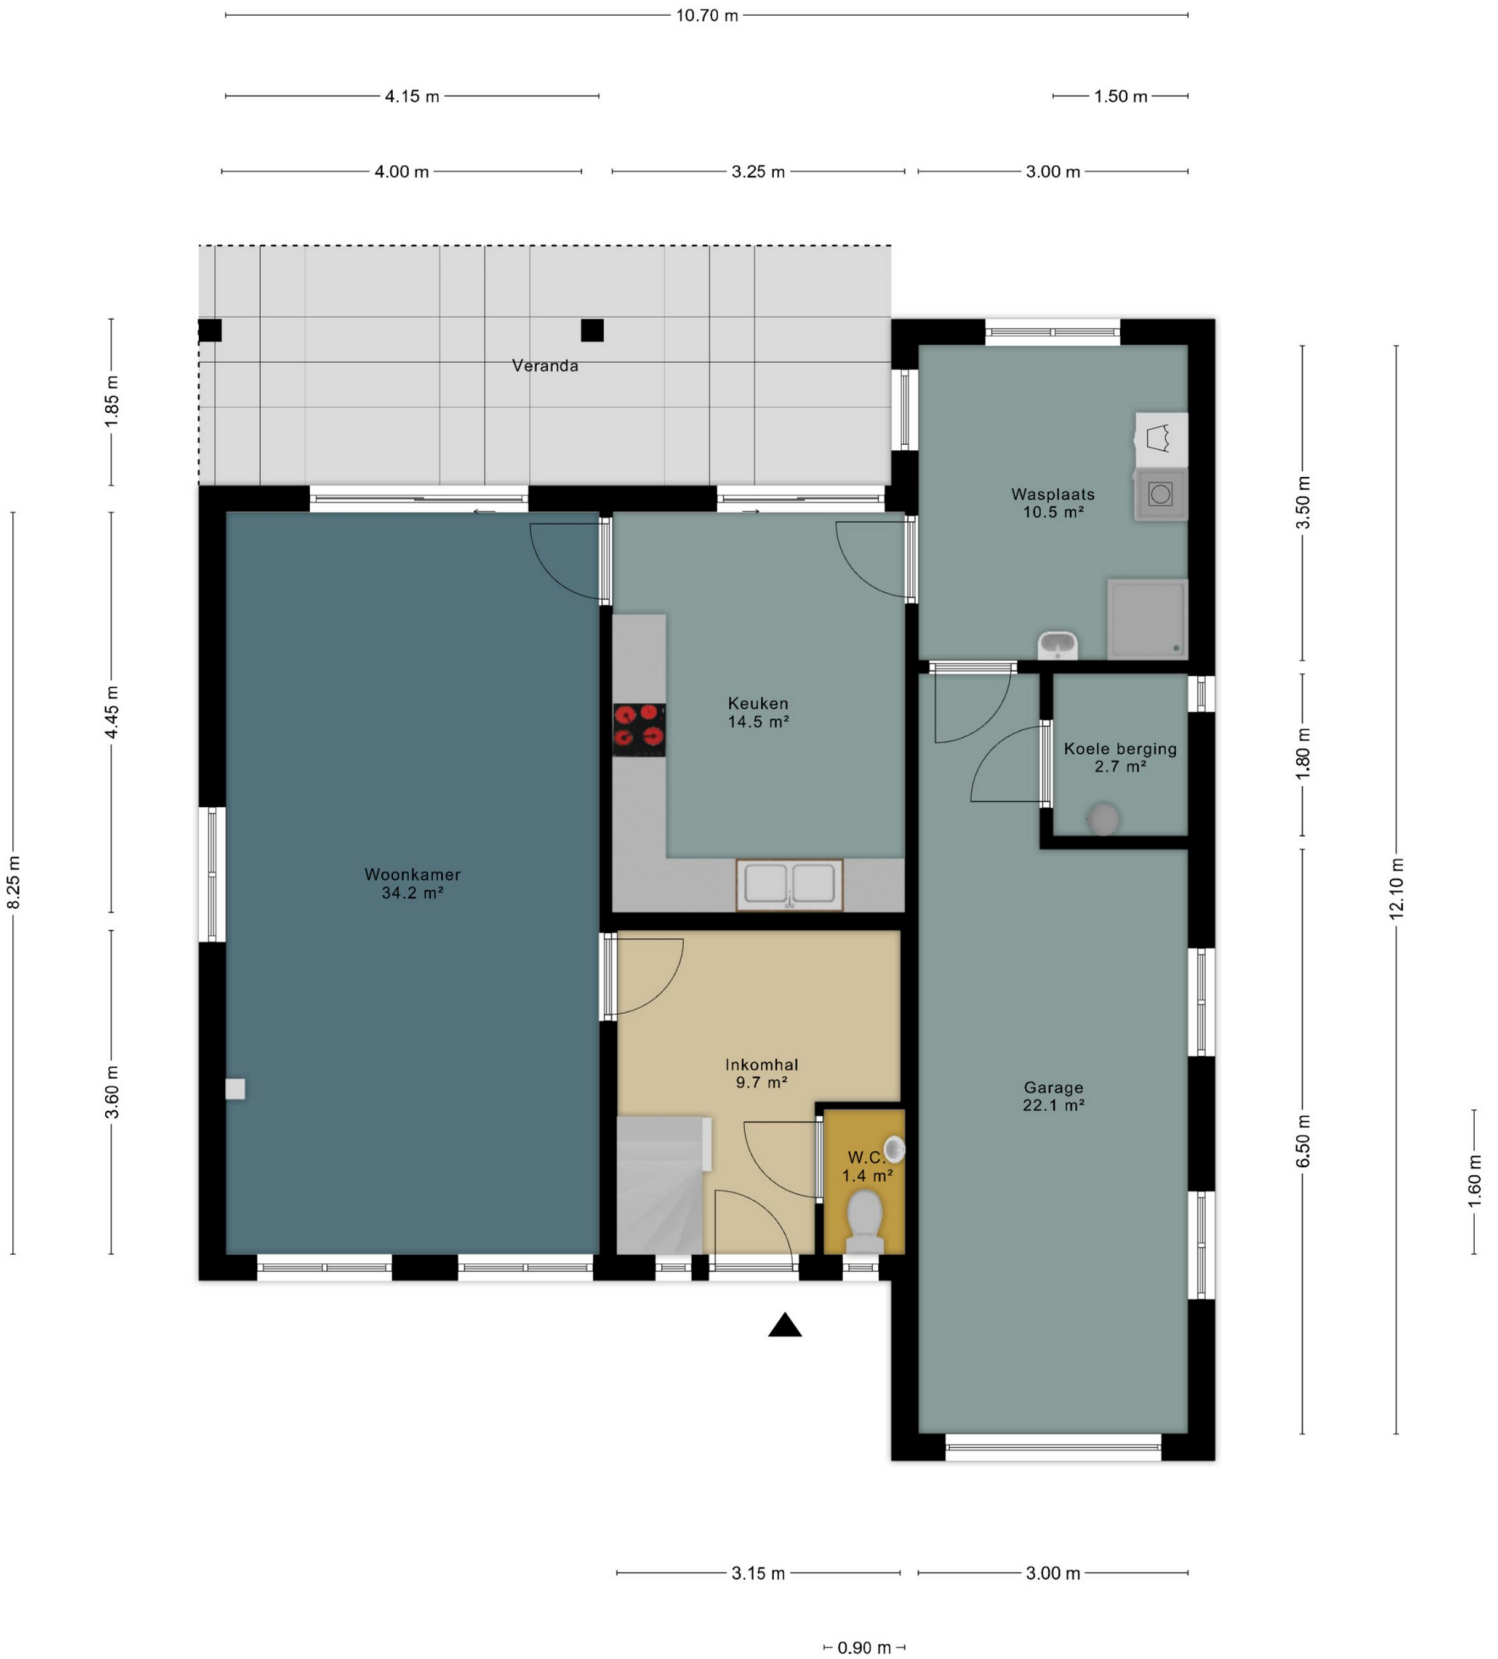 10.70 m
4.15 m
1.50 m
4.00 m
3.25 m
3.00 m
Veranda
1.85 m
Wasplaats
10.5 m²
3.50 m
Keuken
14.5 m²
4.45 m
Koele berging
2.7 m²
1.80 m
Woonkamer
34.2 m²
8.25 m
12.10 m
Inkomhal
9.7 m²
3.60 m
Garage
22.1 m²
W.C.
1.4 m²
6.50 m
1.60 m
3.15 m
3.00 m
0.90 m